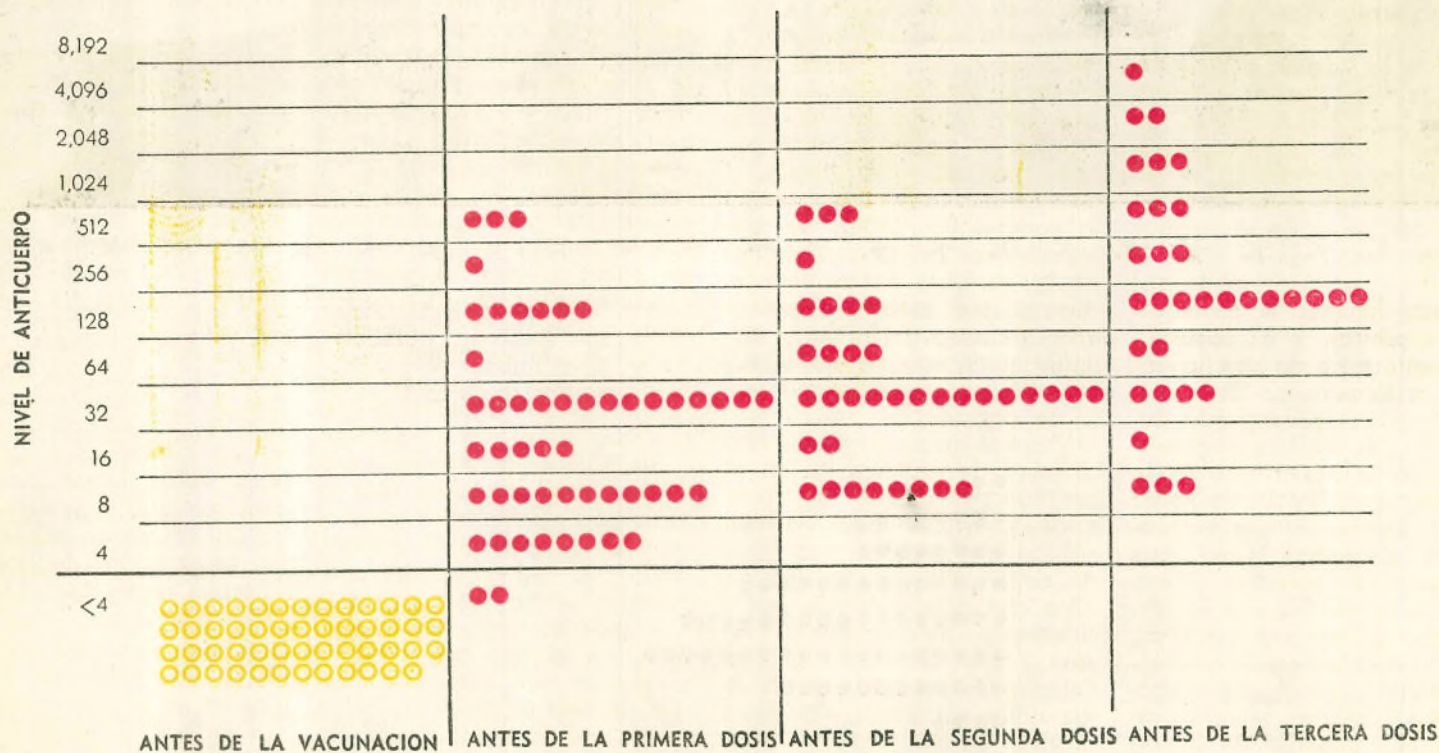 8,192
4,096
2,048
1,024
512
256
128
64
32
16
8
4
<4
NIVEL DE ANTICUERPO
ANTES DE LA VACUNACION
ANTES DE LA PRIMERA DOSIS
ANTES DE LA SEGUNDA DOSIS
ANTES DE LA TERCERA DOSIS